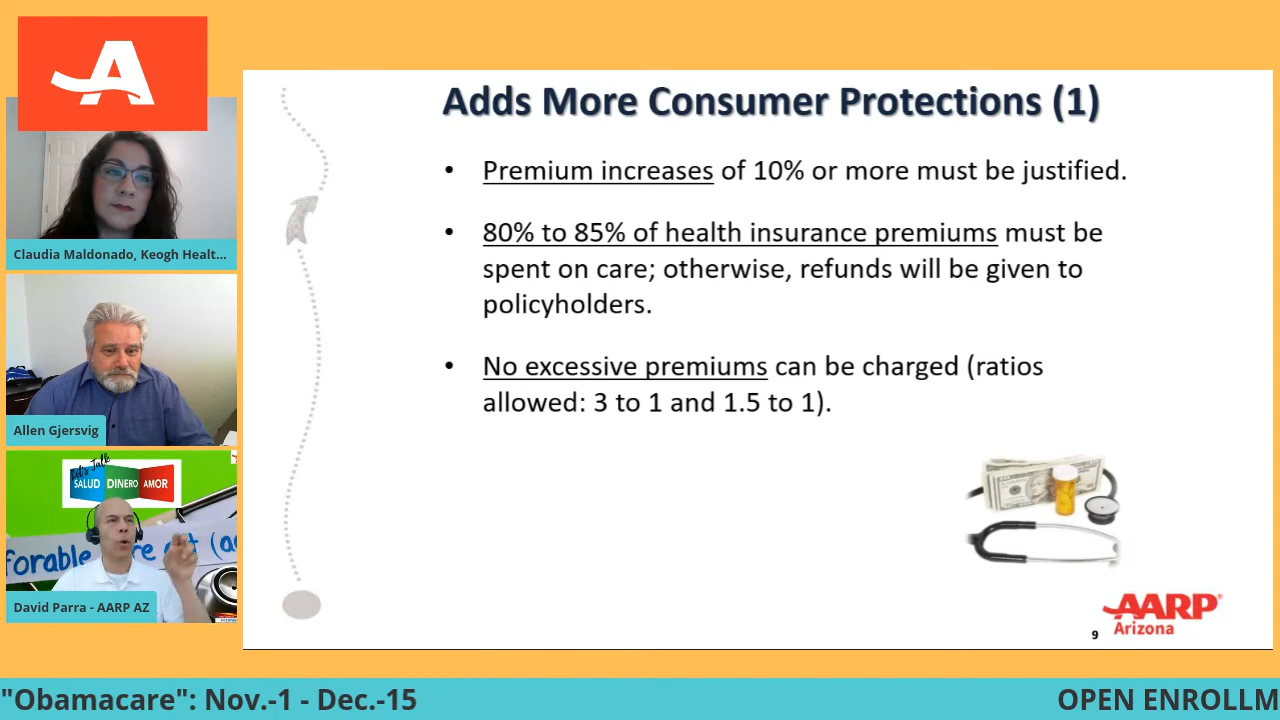 A
Claudia Maldonado, Keogh Healt...
Allen Gjersvig
Let's Talk
SALUD DINERO AMOR
David Parra - AARP AZ
Adds More Consumer Protections (1)
• Premium increases of 10% or more must be justified.
• 80% to 85% of health insurance premiums must be
spent on care; otherwise, refunds will be given to
policyholders.
• No excessive premiums can be charged (ratios
allowed: 3 to 1 and 1.5 to 1).
AARP®
Arizona
9
"Obamacare": Nov.-1 - Dec.-15
OPEN ENROLLM